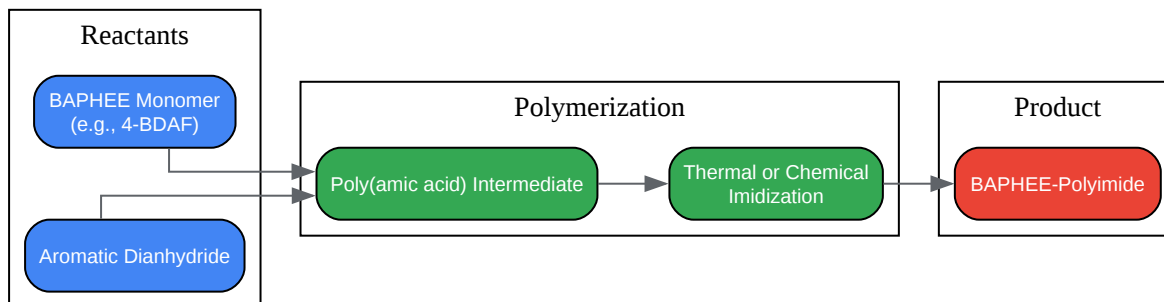 Reactants
BAPHEE Monomer
(e.g., 4-BDAF)
Aromatic Dianhydride
Polymerization
Poly(amic acid) Intermediate
Thermal or Chemical
Imidization
Product
BAPHEE-Polyimide